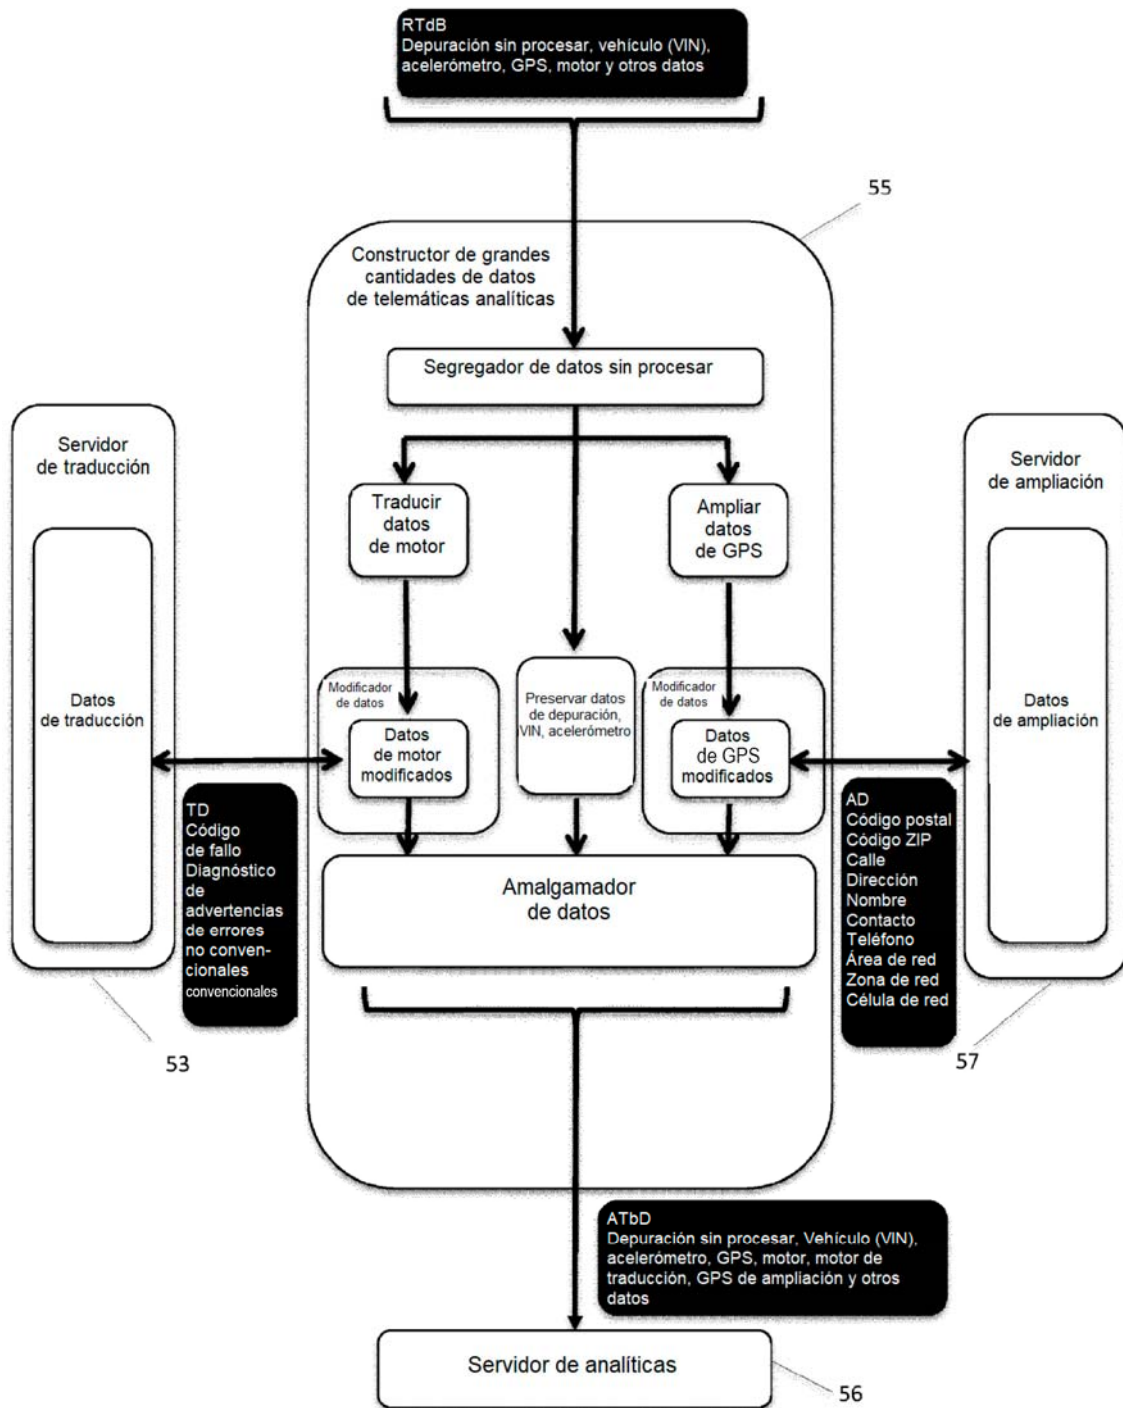 RTdB
Depuración sin procesar, vehículo (VIN),
acelerómetro, GPS, motor y otros datos
55
Constructor de grandes
cantidades de datos
de telemáticas analíticas
Segregador de datos sin procesar
Servidor
de traducción
Servidor
de ampliación
Traducir
datos
de motor
Ampliar
datos
de GPS
Datos
de traducción
Modificador
de datos
Datos
de motor
modificados
Preservar datos
de depuración,
VIN, acelerómetro
Modificador
de datos
Datos
de GPS
modificados
Datos
de ampliación
TD
Código
de fallo
Diagnóstico
de
advertencias
de errores
no conven-
cionales
convencionales
AD
Código postal
Código ZIP
Calle
Dirección
Nombre
Contacto
Teléfono
Área de red
Zona de red
Célula de red
Amalgamador
de datos
53
57
ATbD
Depuración sin procesar, Vehículo (VIN),
acelerómetro, GPS, motor, motor de
traducción, GPS de ampliación y otros
datos
Servidor de analíticas
56